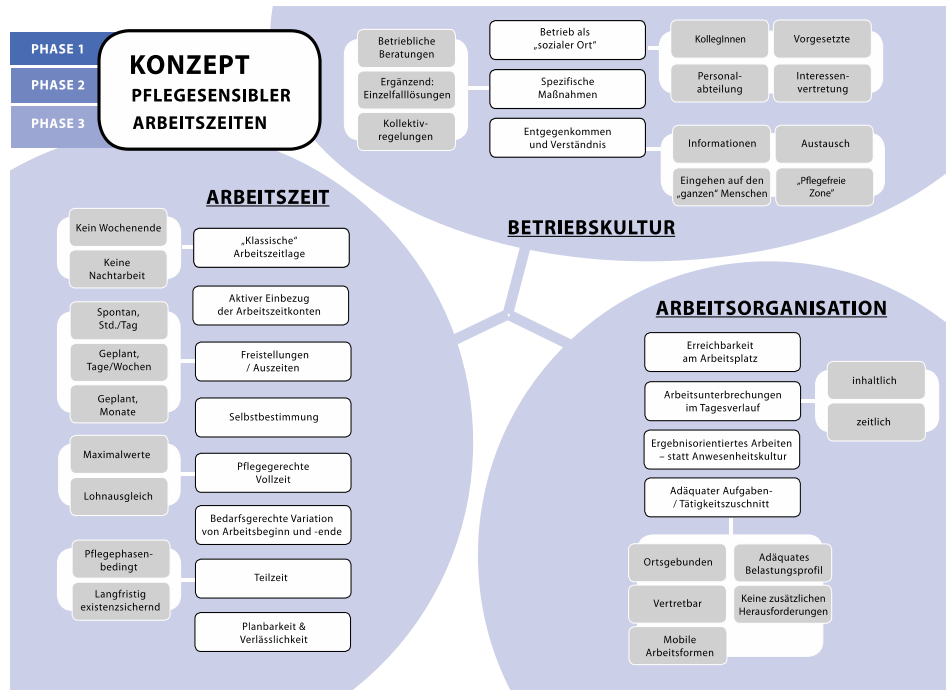 PHASE 1
PHASE 2
PHASE 3
KONZEPT
PFLEGESENSIBLER
ARBEITSZEITEN
Betriebliche
Beratungen
Ergänzend:
Einzelfalllösungen
Kollektiv-
regelungen
Betrieb als
„sozialer Ort“
Spezifische
Maßnahmen
Entgegenkommen
und Verständnis
KollegInnen
Vorgesetzte
Personal-
abteilung
Interessen-
vertretung
Informationen
Austausch
Eingehen auf den
„ganzen“ Menschen
„Pflegefreie
Zone“
BETRIEBSKULTUR
ARBEITSZEIT
Kein Wochenende
Keine
Nachtarbeit
„Klassische“
Arbeitszeitlage
Aktiver Einbezug
der Arbeitszeitkonten
Spontan,
Std./Tag
Geplant,
Tage/Wochen
Geplant,
Monate
Freistellungen
/ Auszeiten
Selbstbestimmung
Maximalwerte
Lohnausgleich
Pflegegerechte
Vollzeit
Bedarfsgerechte Variation
von Arbeitsbeginn und -ende
Pflegephasen-
bedingt
Langfristig
existenzsichernd
Teilzeit
Planbarkeit &
Verlässlichkeit
ARBEITSORGANISATION
Erreichbarkeit
am Arbeitsplatz
Arbeitsunterbrechungen
im Tagesverlauf
inhaltlich
zeitlich
Ergebnisorientiertes Arbeiten
– statt Anwesenheitskultur
Adäquater Aufgaben-
/ Tätigkeitszuschnitt
Ortsgebunden
Adäquates
Belastungsprofil
Vertretbar
Keine zusätzlichen
Herausforderungen
Mobile
Arbeitsformen